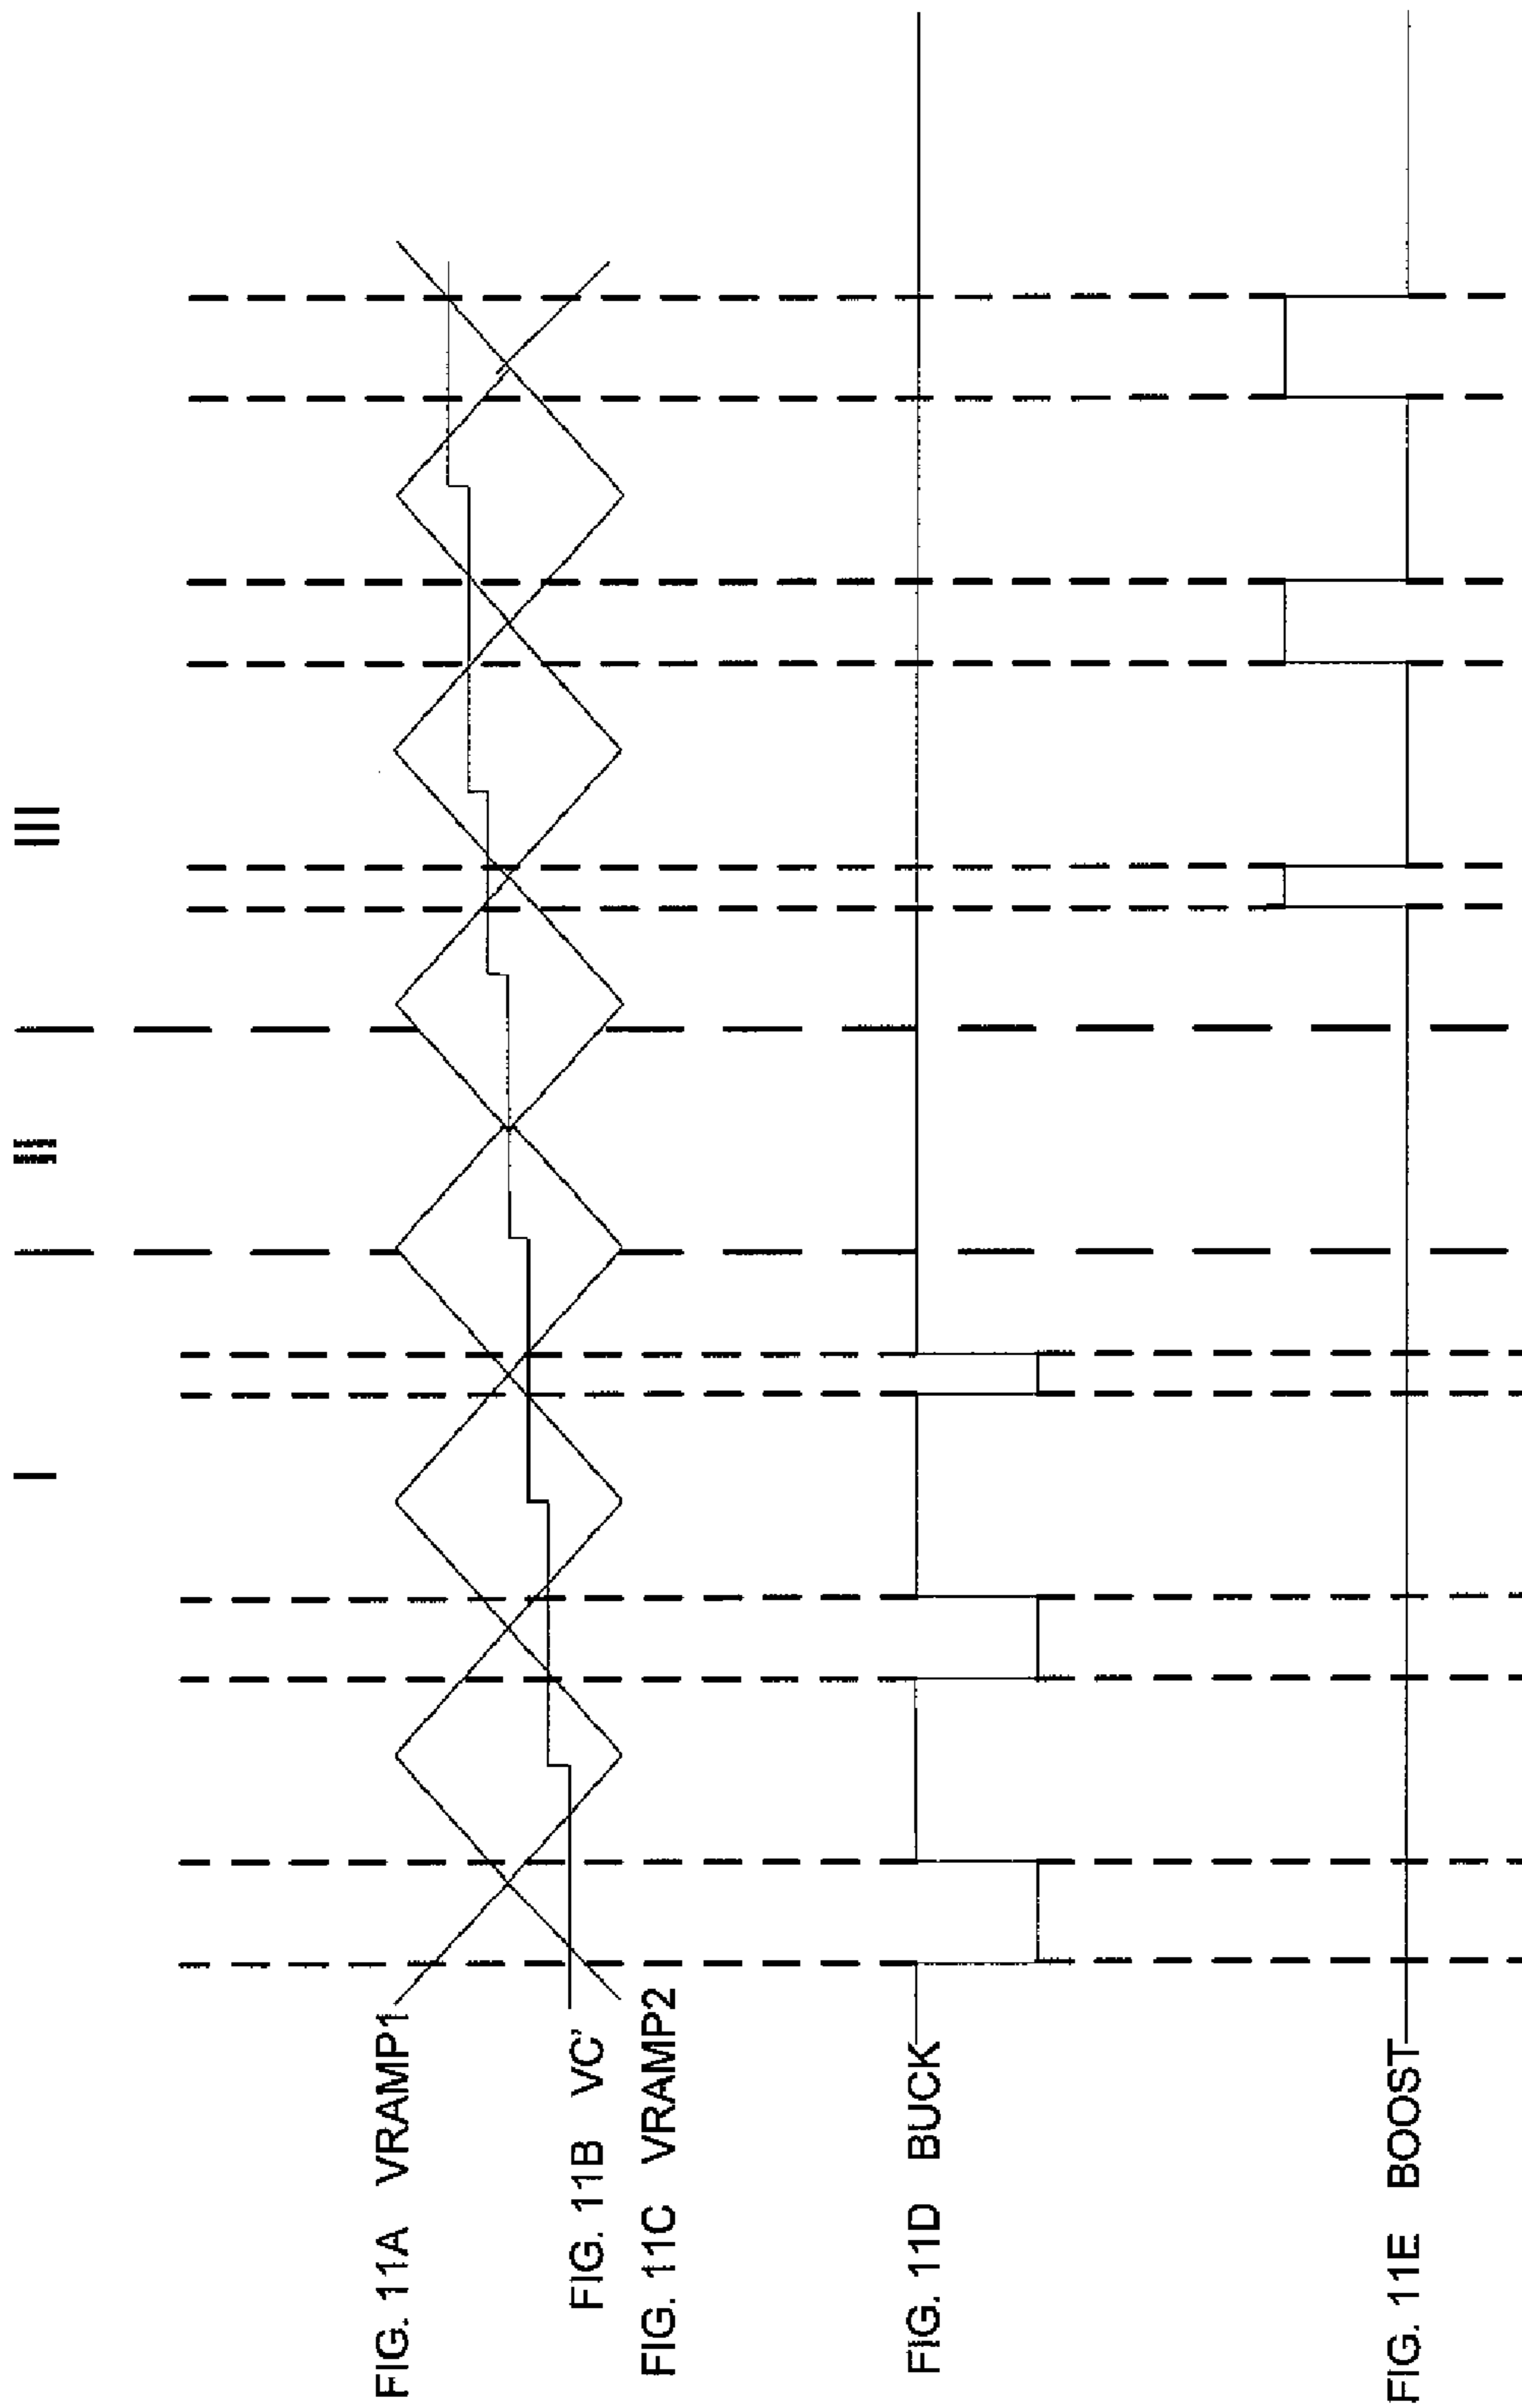 I
II
III
FIG. 11A VRAMP1
FIG. 11B VC'
FIG. 11C VRAMP2
FIG. 11D BUCK
FIG. 11E BOOST